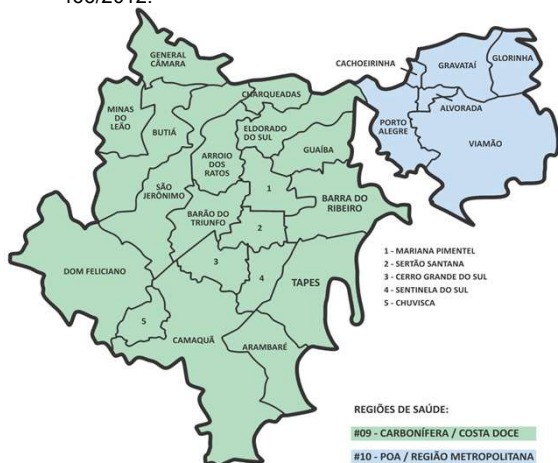 466/2012.
GENERAL
CÂMARA
CACHOEIRINHA
GRAVATAÍ
GLORINHA
CHARQUEADAS
MINAS
DO
LEÃO
BUTIÁ
ELDORADO
DO SUL
ALVORADA
PORTO
ALEGRE
VIAMÃO
GUAÍBA
ARROIO
DOS
RATOS
1
SÃO
JERÔNIMO
BARRA DO
RIBEIRO
BARÃO DO
TRIUNFO
2
3
DOM FELICIANO
4
TAPES
5
CAMAQUÃ
ARAMBARÉ
1 - MARIANA PIMENTEL
2 - SERTÃO SANTANA
3 - CERRO GRANDE DO SUL
4 - SENTINELA DO SUL
5 - CHUVISCA
REGIÕES DE SAÚDE:
#09 - CARBONÍFERA / COSTA DOCE
#10 - POA / REGIÃO METROPOLITANA